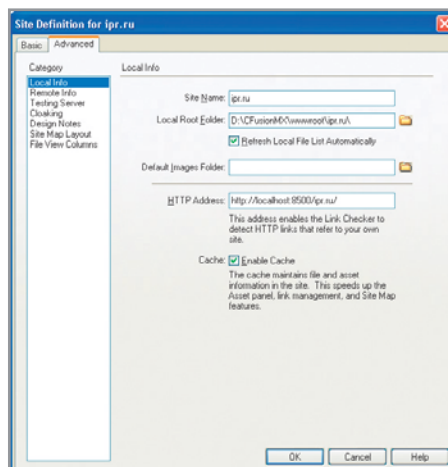 Site Definition for ipr.ru
Basic Advanced
Category
Local Info
Local Info
Remote Info
Testing Server
Cloaking
Design Notes
Site Map Layout
File View Columns
Site Name: ipr.ru
Local Root Folder: D:\CFusionMX\wwwroot\ipr.ru\
Refresh Local File List Automatically
Default Images Folder:
HTTP Address: http://localhost:8500/ipr.ru/
This address enables the Link Checker to
detect HTTP links that refer to your own
site.
Cache: Enable Cache
The cache maintains file and asset
information in the site. This speeds up the
Asset panel, link management, and Site Map
features.
OK Cancel Help